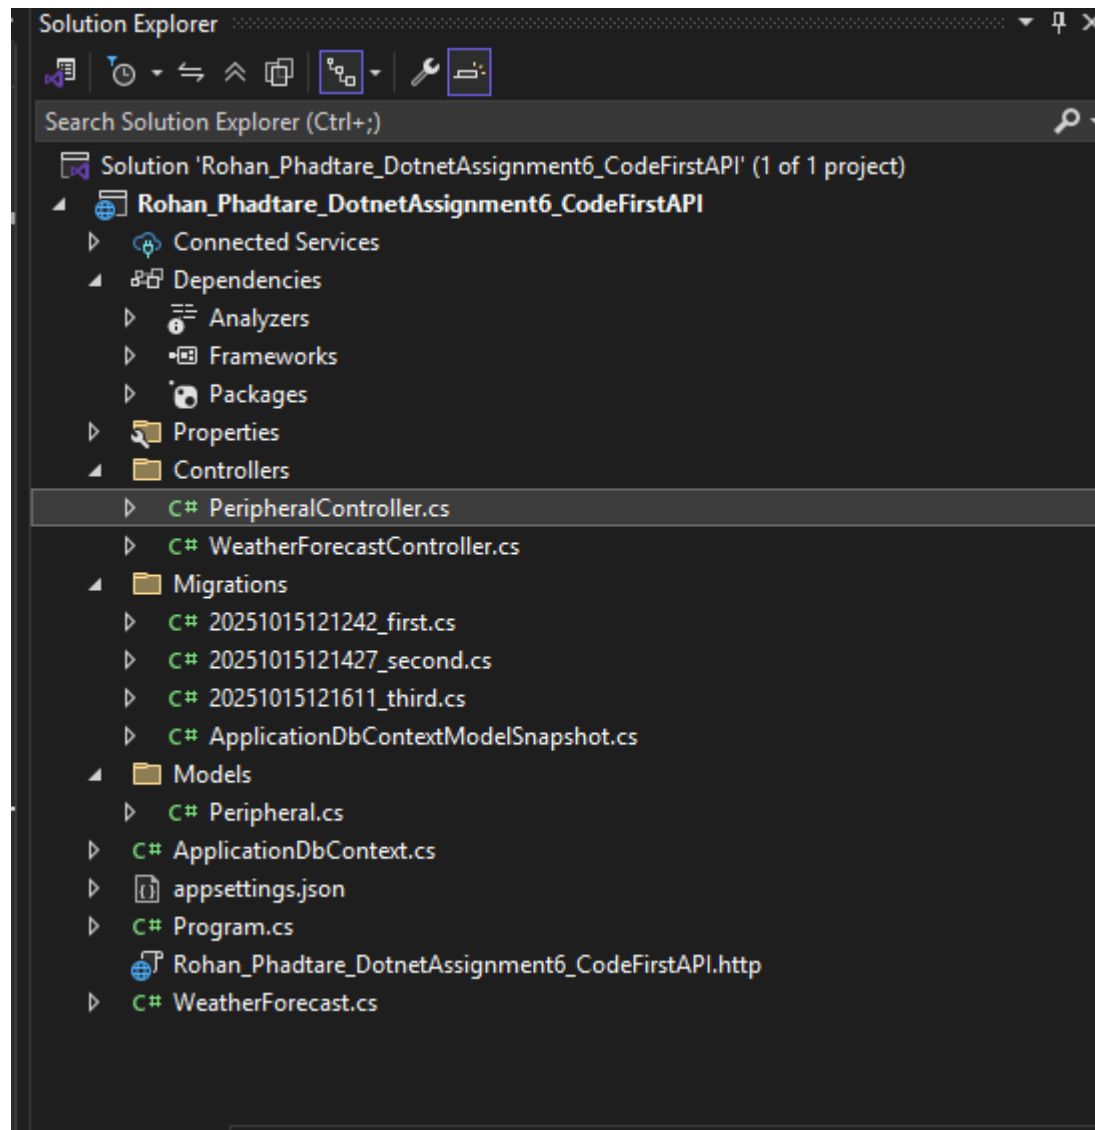 Solution Explorer
Search Solution Explorer (Ctrl+;)
Solution 'Rohan_Phadtare_DotnetAssignment6_CodeFirstAPI' (1 of 1 project)
Rohan_Phadtare_DotnetAssignment6_CodeFirstAPI
Connected Services
Dependencies
Analyzers
Frameworks
Packages
Properties
Controllers
C# PeripheralController.cs
C# WeatherForecastController.cs
Migrations
C# 20251015121242_first.cs
C# 20251015121427_second.cs
C# 20251015121611_third.cs
C# ApplicationDbContextModelSnapshot.cs
Models
C# Peripheral.cs
C# ApplicationDbContext.cs
appsettings.json
C# Program.cs
Rohan_Phadtare_DotnetAssignment6_CodeFirstAPI.http
C# WeatherForecast.cs